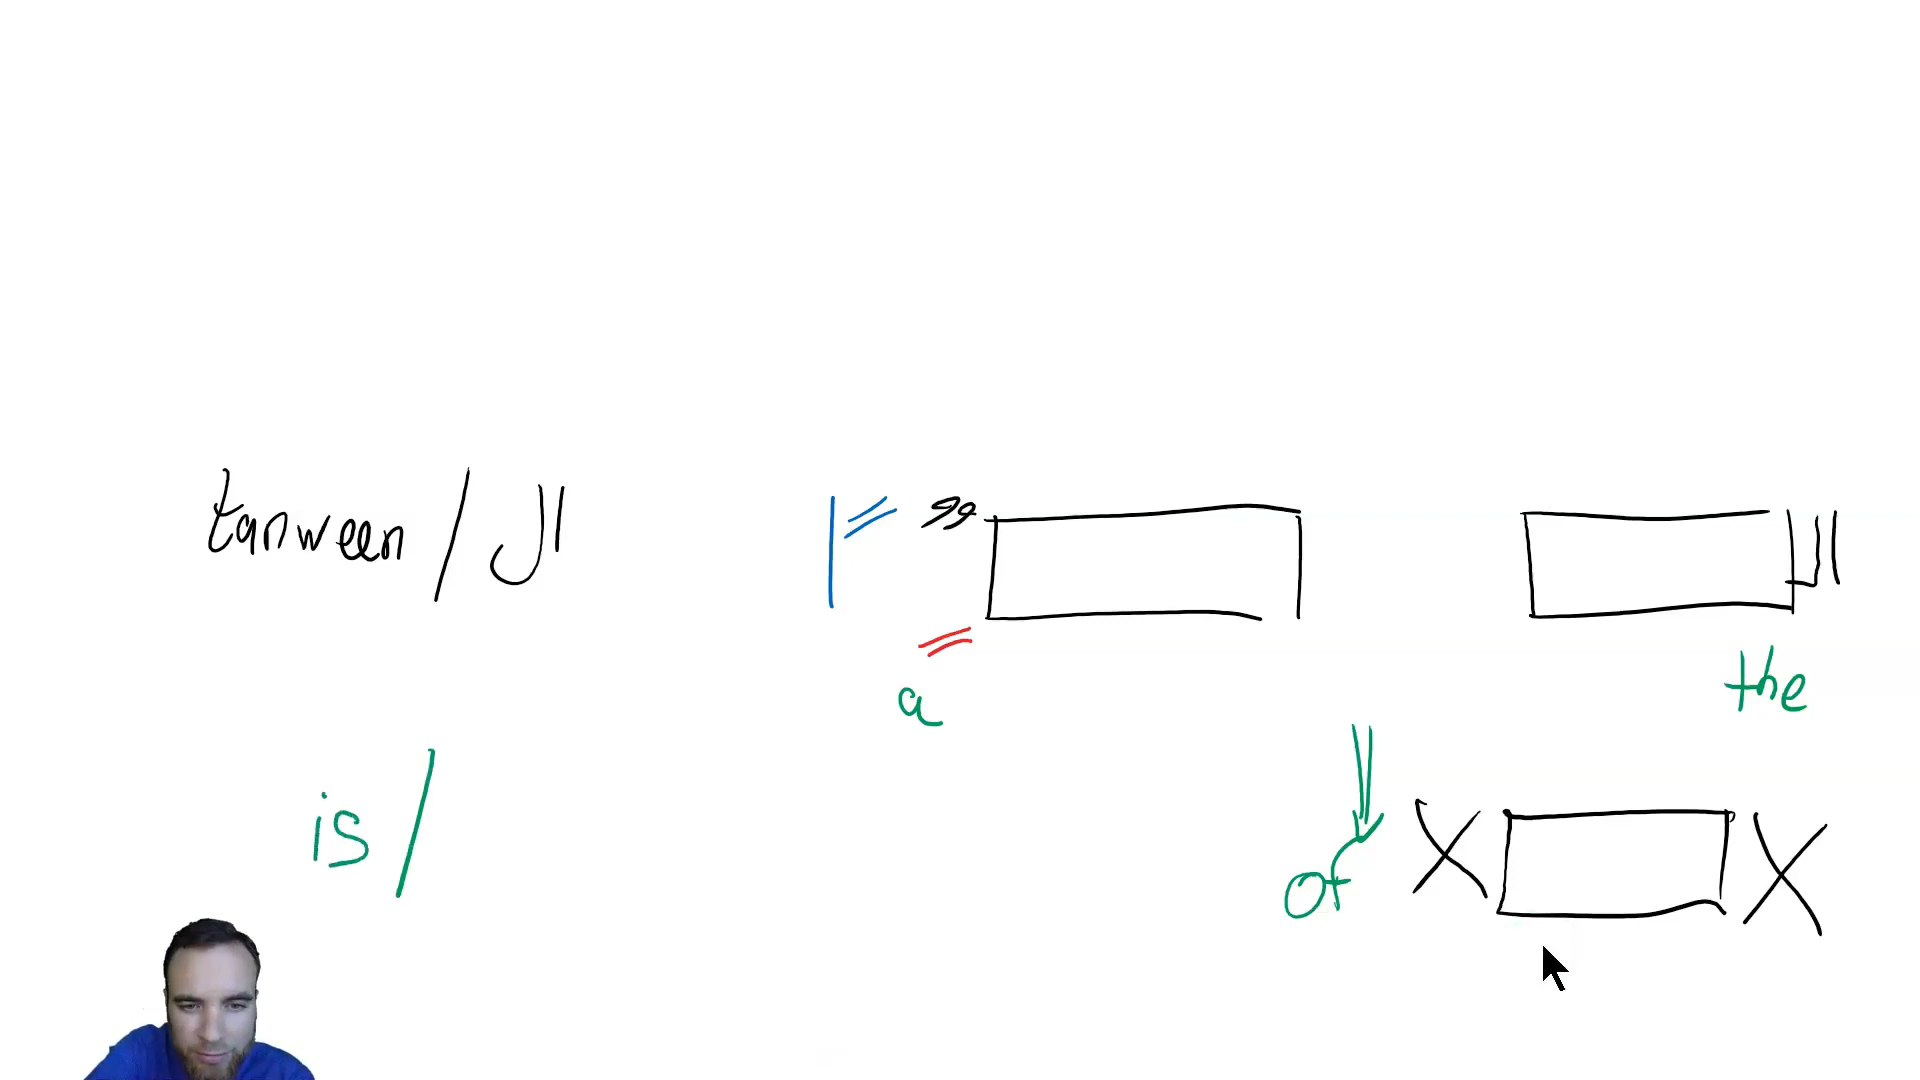 tanween / ال
ال
a
the
is /
of
X X